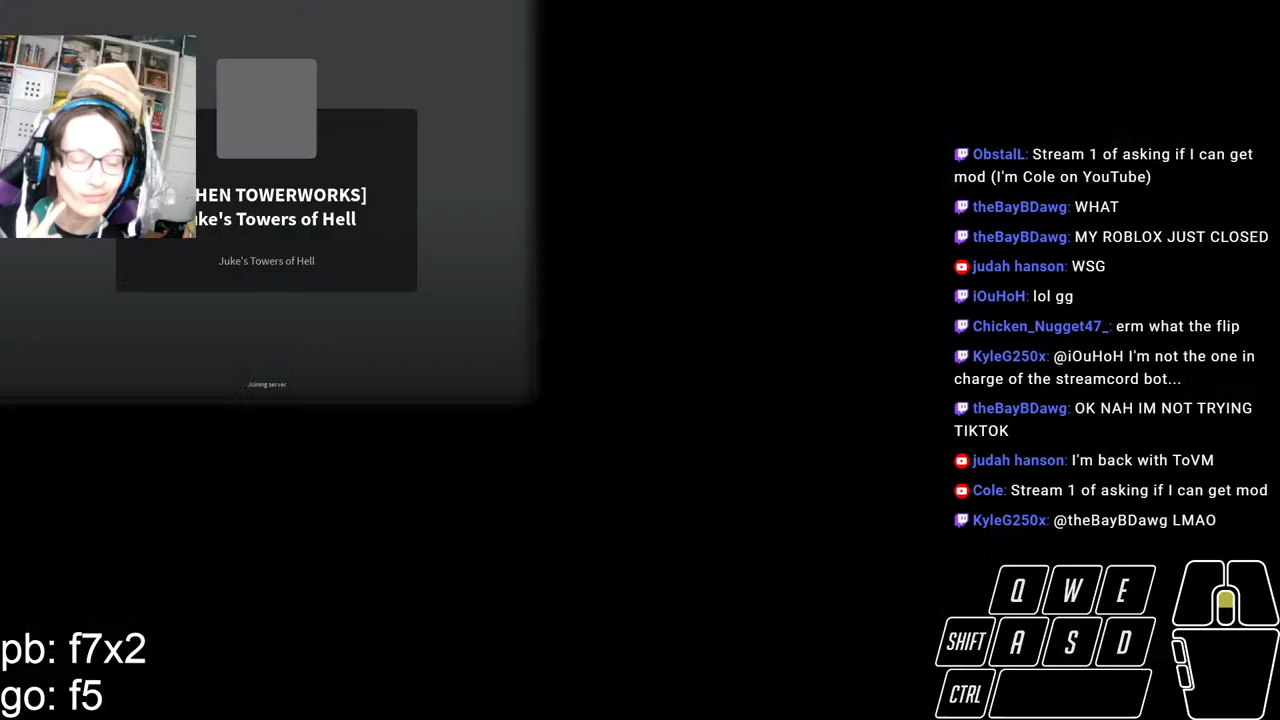 HEN TOWERWORKS]
ke's Towers of Hell
Juke's Towers of Hell
Joining server
ObstalL: Stream 1 of asking if I can get
mod (I'm Cole on YouTube)
theBayBDawg: WHAT
theBayBDawg: MY ROBLOX JUST CLOSED
judah hanson: WSG
iOuHoH: lol gg
Chicken_Nugget47_: erm what the flip
KyleG250x: @iOuHoH I'm not the one in
charge of the streamcord bot...
theBayBDawg: OK NAH IM NOT TRYING
TIKTOK
judah hanson: I'm back with ToVM
Cole: Stream 1 of asking if I can get mod
KyleG250x: @theBayBDawg LMAO
Q W E
SHIFT A S D
CTRL
pb: f7x2
go: f5